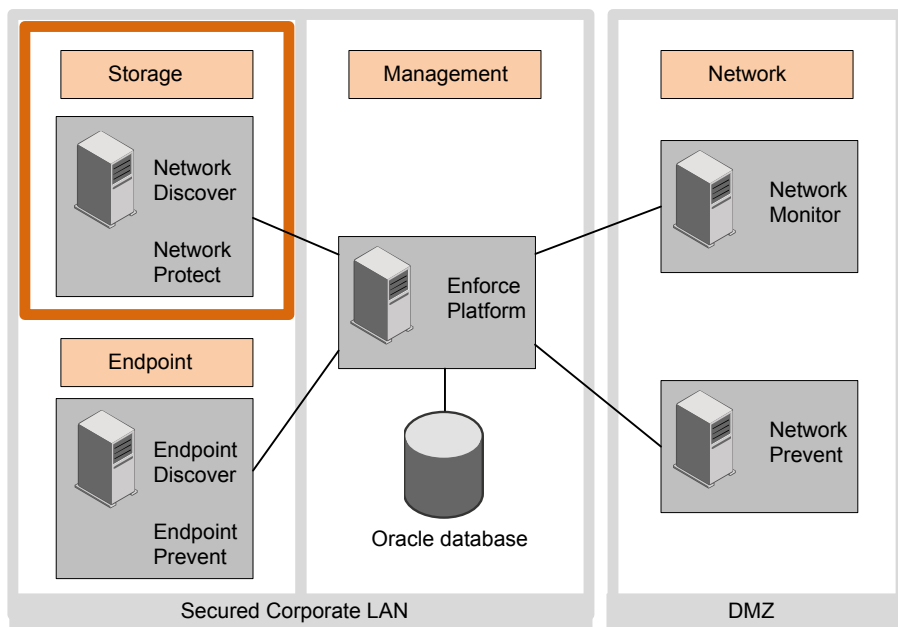 Storage
Management
Network
Network
Discover
Network
Protect
Enforce
Platform
Network
Monitor
Endpoint
Endpoint
Discover
Endpoint
Prevent
Oracle database
Network
Prevent
Secured Corporate LAN
DMZ